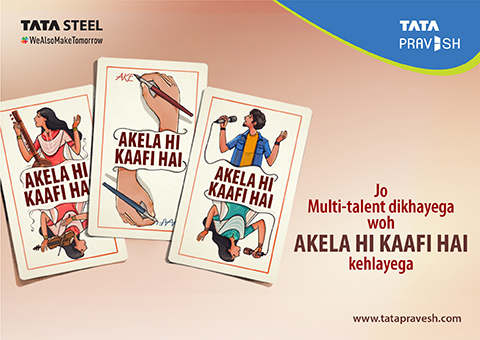 TATA STEEL
#WeAlsoMakeTomorrow
TATA
PRAVESH
AKE
AKELA HI
KAAFI HAI
AKELA HI
KAAFI HAI
AKELA HI
KAAFI HAI
Jo
Multi-talent dikhayega
woh
AKELA HI KAAFI HAI
kehlayega
www.tatapravesh.com